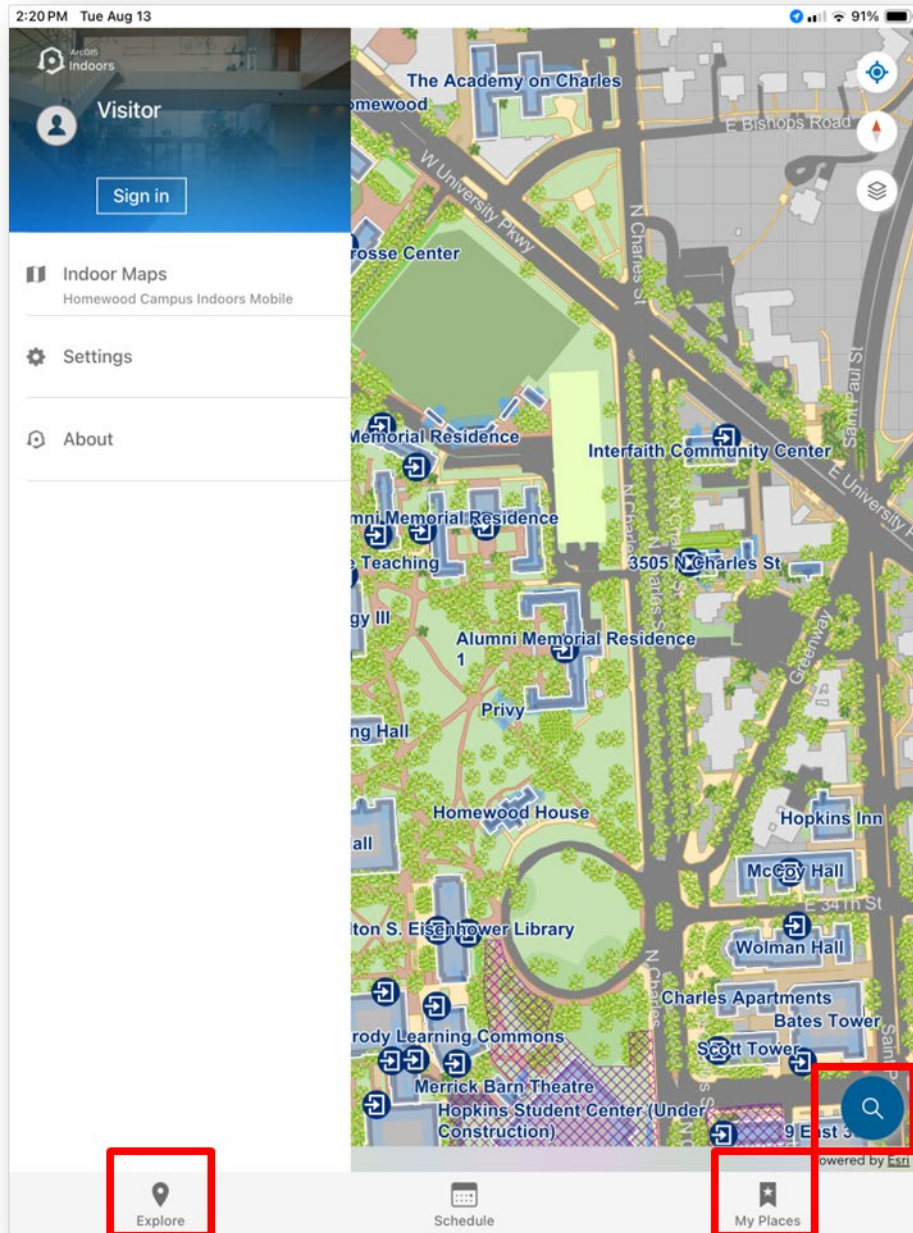 2:20 PM Tue Aug 13
91%
ArcGIS
Indoors
Visitor
Sign in
Indoor Maps
Homewood Campus Indoors Mobile
Settings
About
The Academy on Charles
omewood
E Bishops Road
W University Pkwy
N Charles St
rosse Center
Saint Paul St
Memorial Residence
Interfaith Community Center
E University P
mni Memorial Residence
N Charles
e Teaching
3505 N Charles St
N Charles S
gy III
Alumni Memorial Residence
1
Greenway
Privy
ng Hall
Homewood House
Hopkins Inn
all
McCoy Hall
E 34Th St
lton S. Eisenhower Library
Wolman Hall
N Charles
Charles Apartments
Bates Tower
rody Learning Commons
Scott Tower
Saint P
Merrick Barn Theatre
Hopkins Student Center (Under
Construction)
9 East 3
owered by Esri
Explore
Schedule
My Places